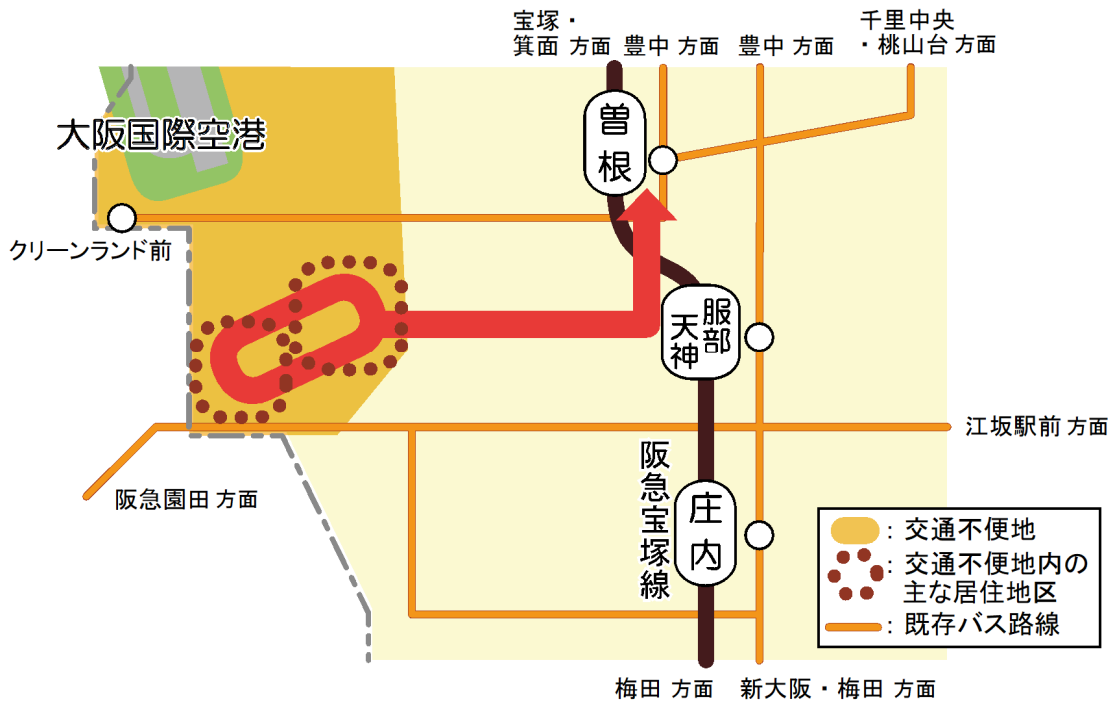 宝塚・
箕面 方面
豊中 方面
豊中 方面
千里中央
・桃山台 方面
大阪国際空港
曽根
クリーンランド前
服部
天神
阪急宝塚線
江坂駅前 方面
阪急園田 方面
庄内
：交通不便地
：交通不便地内の
主な居住地区
：既存バス路線
梅田 方面
新大阪・梅田 方面